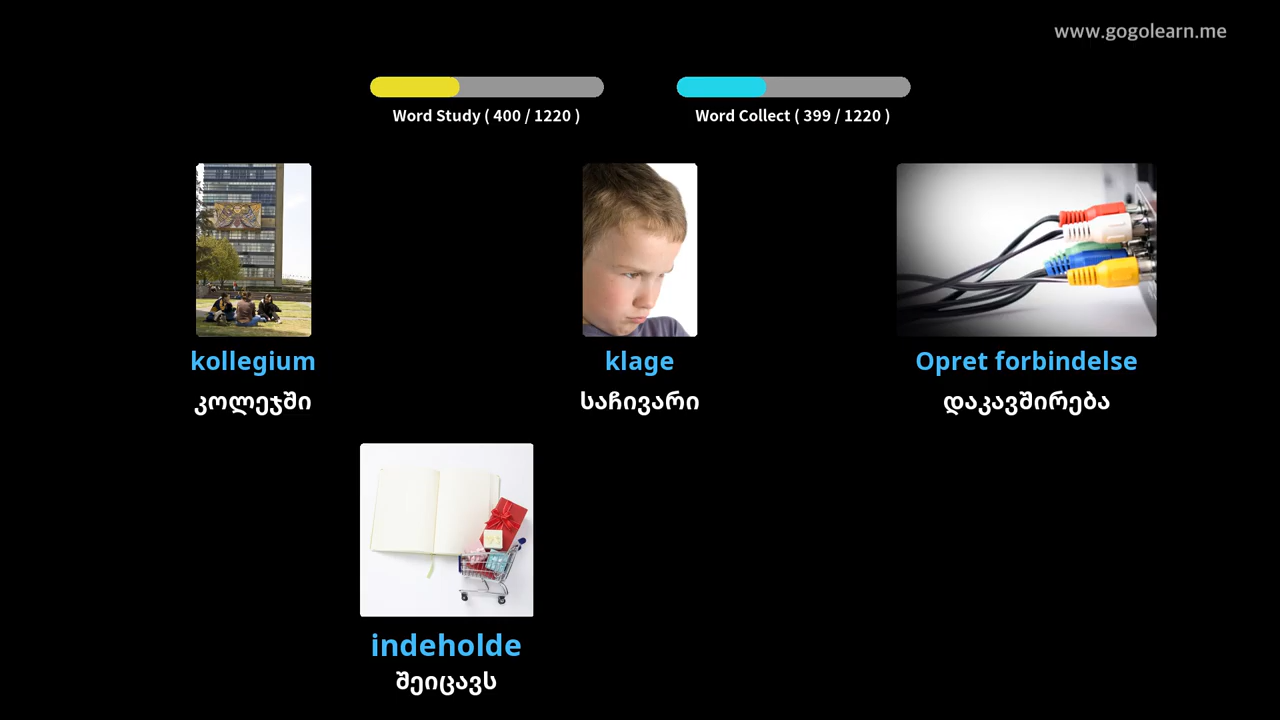 www.gogolearn.me
Word Study ( 400 / 1220 )
Word Collect ( 399 / 1220 )
kollegium
კოლეჯში
klage
საჩივარი
Opret forbindelse
დაკავშირება
indeholde
შეიცავს